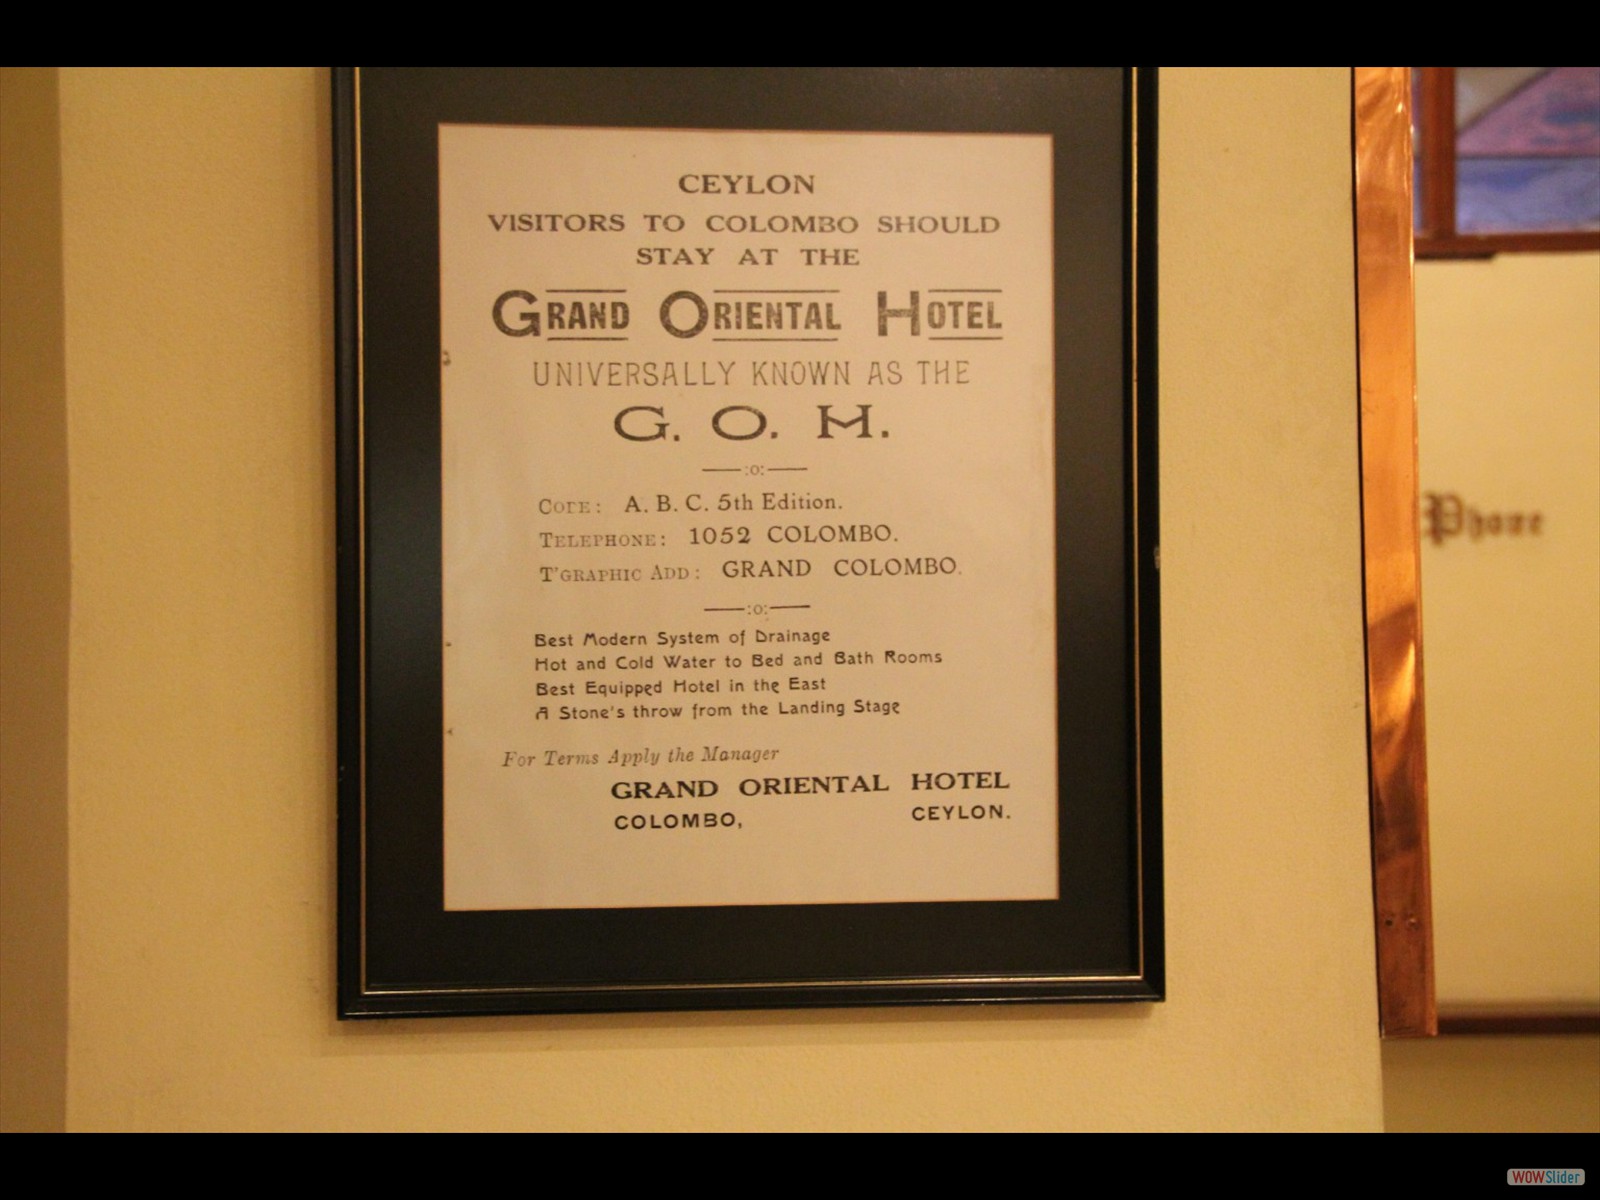 CEYLON
VISITORS TO COLOMBO SHOULD
STAY AT THE
GRAND ORIENTAL HOTEL
UNIVERSALLY KNOWN AS THE
G. O. H.
:o:
CODE: A. B. C. 5th Edition.
TELEPHONE: 1052 COLOMBO.
T'GRAPHIC ADD: GRAND COLOMBO.
:o:
Best Modern System of Drainage
Hot and Cold Water to Bed and Bath Rooms
Best Equipped Hotel in the East
A Stone's throw from the Landing Stage
For Terms Apply the Manager
GRAND ORIENTAL HOTEL
COLOMBO, CEYLON.
Phone
WOWSlider